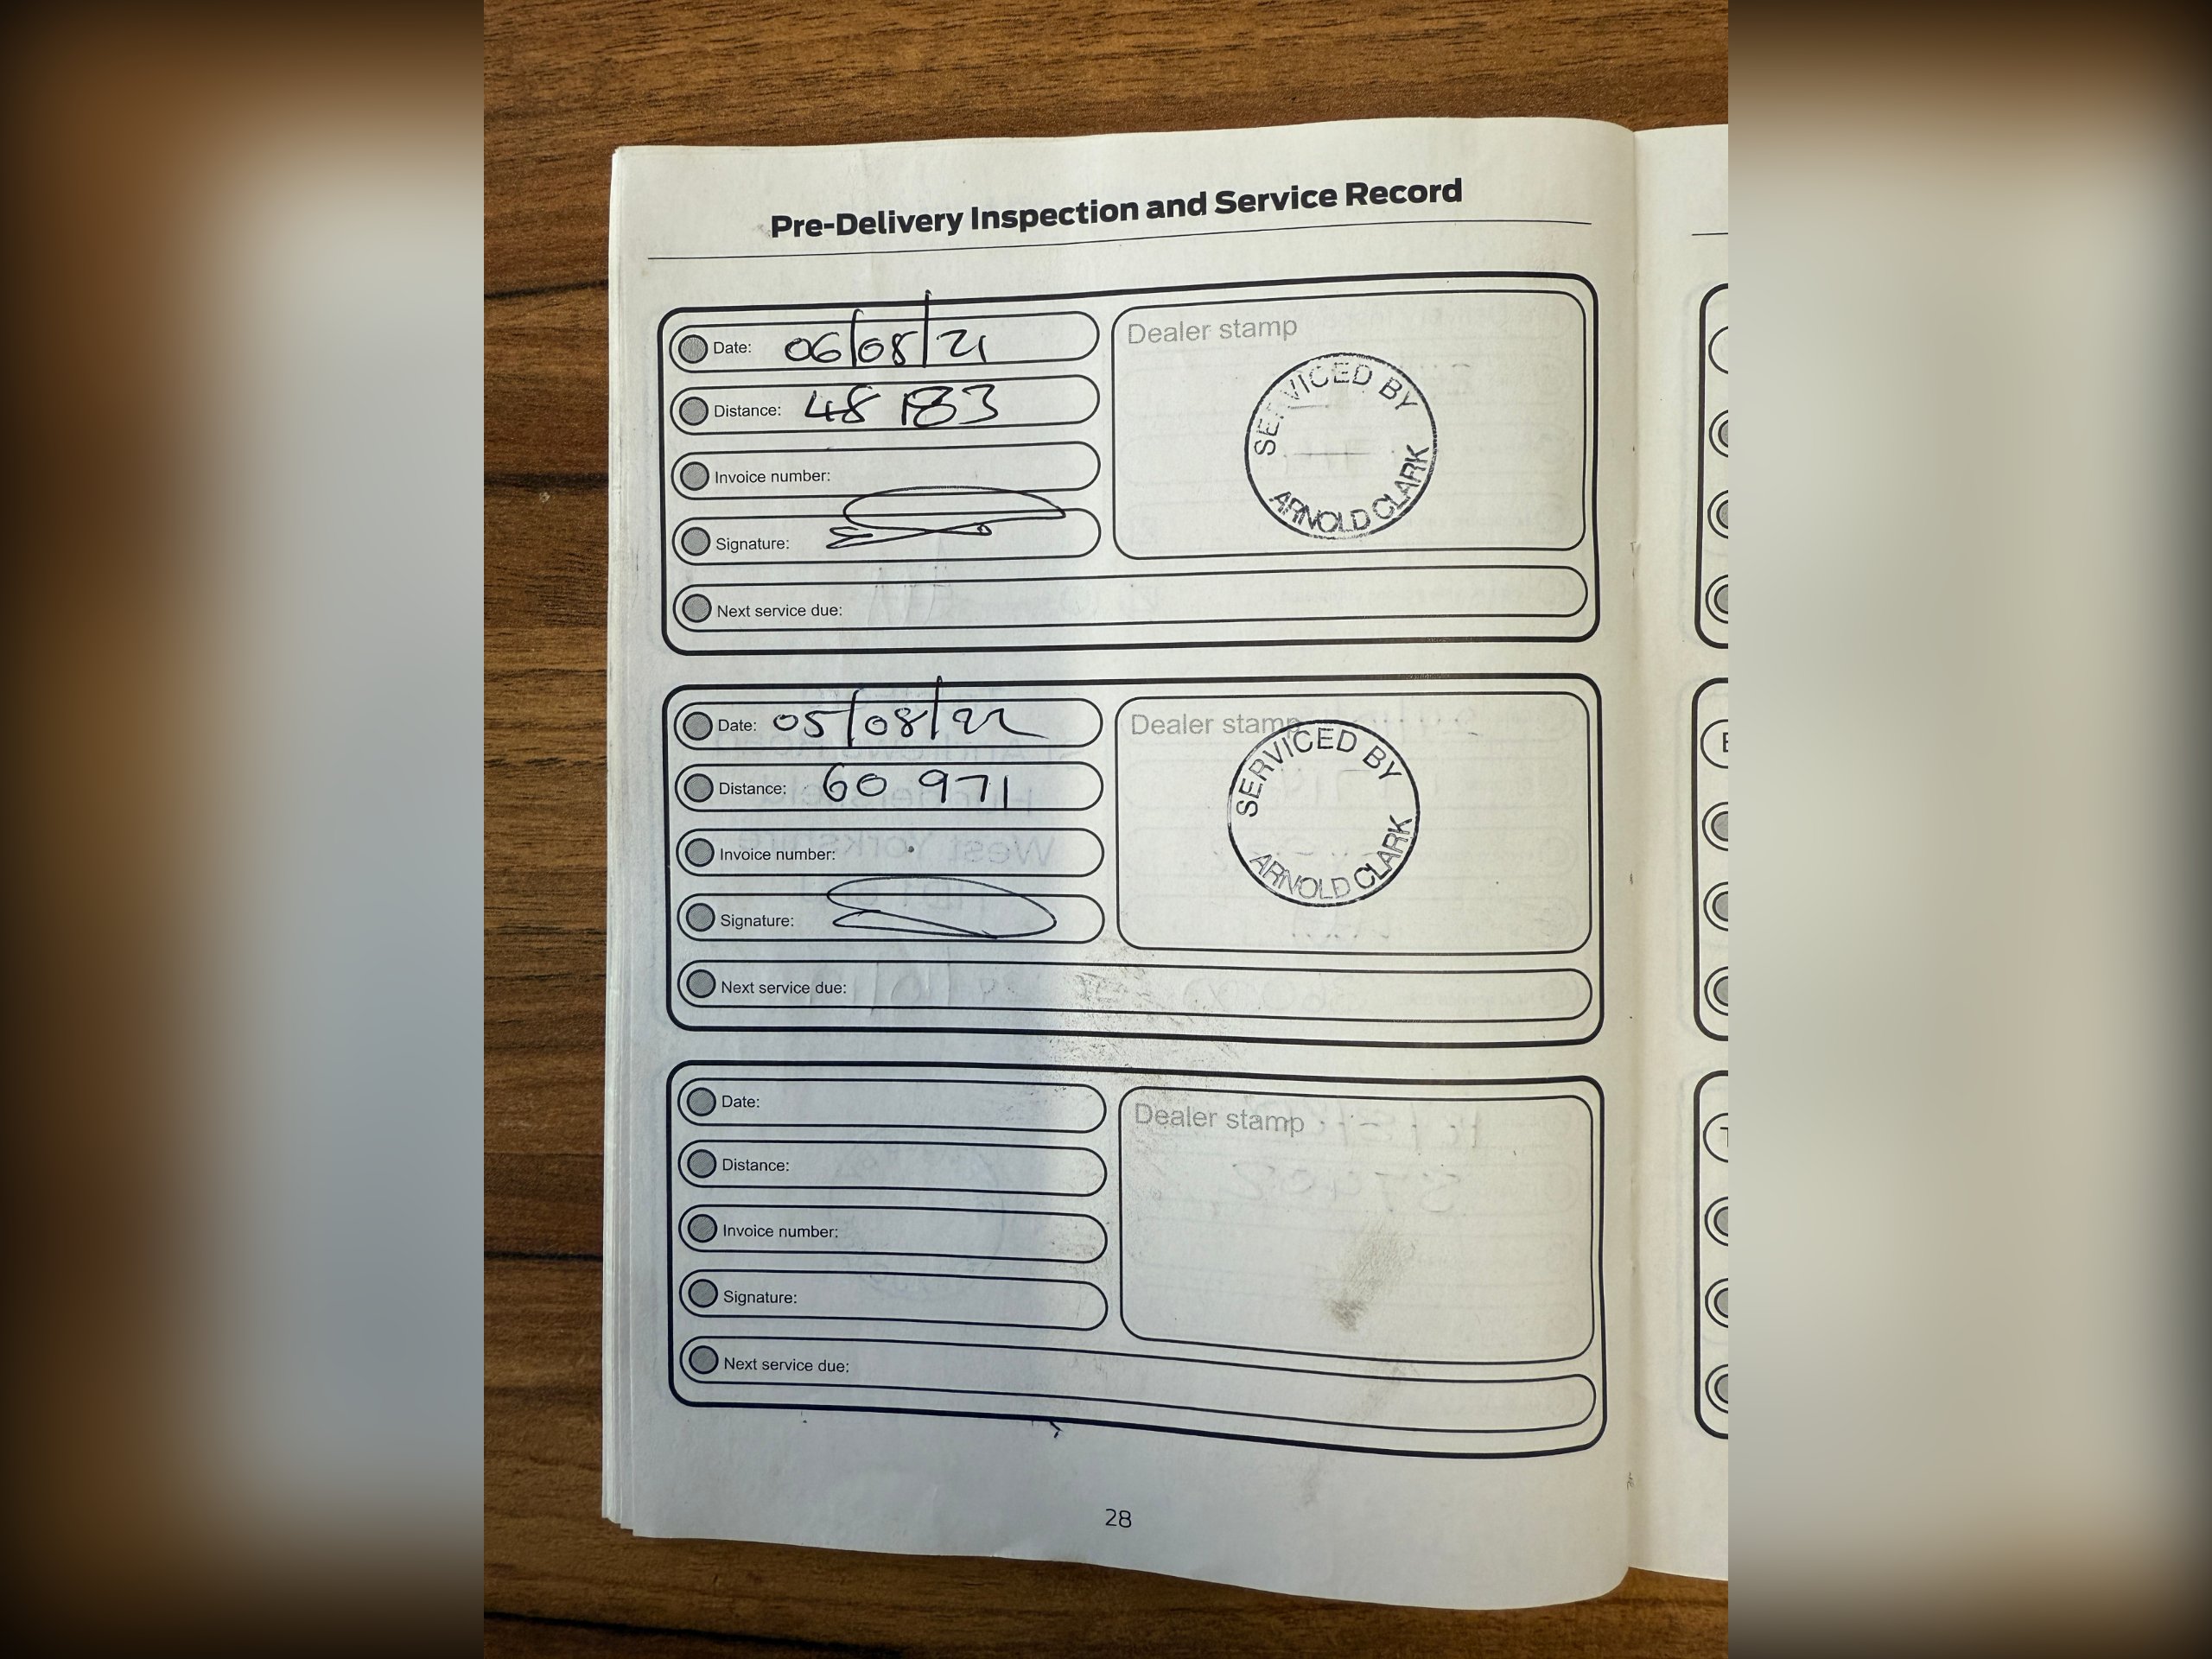 Pre-Delivery Inspection and Service Record
Date: 06/08/21
Distance: 48 183
Invoice number:
Signature:
Next service due:
Dealer stamp
SERVICED BY
ARNOLD CLARK
Date: 05/08/22
Distance: 60 971
Invoice number:
Signature:
Next service due:
Dealer stamp
SERVICED BY
ARNOLD CLARK
Date:
Distance:
Invoice number:
Signature:
Next service due:
Dealer stamp
28